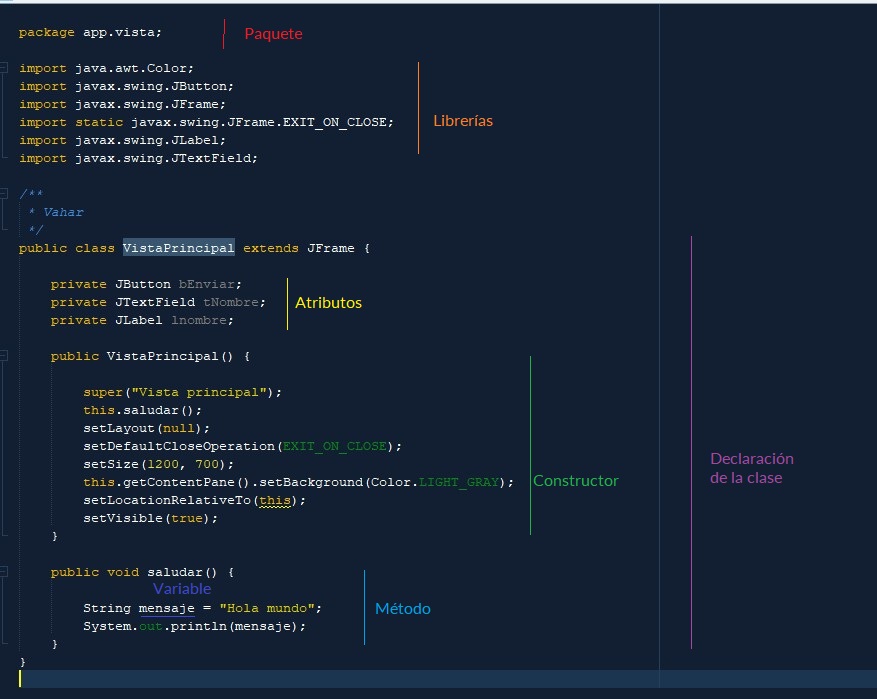 package app.vista;
Paquete
import java.awt.Color;
import javax.swing.JButton;
import javax.swing.JFrame;
import static javax.swing.JFrame.EXIT_ON_CLOSE;
import javax.swing.JLabel;
import javax.swing.JTextField;
Librerías
/**
* Vahar
*/
public class VistaPrincipal extends JFrame {
private JButton bEnviar;
private JTextField tNombre;
private JLabel lnombre;
Atributos
public VistaPrincipal() {
super("Vista principal");
this.saludar();
setLayout(null);
setDefaultCloseOperation(EXIT_ON_CLOSE);
setSize(1200, 700);
this.getContentPane().setBackground(Color.LIGHT_GRAY);
setLocationRelativeTo(this);
setVisible(true);
}
Constructor
public void saludar() {
Variable
String mensaje = "Hola mundo";
System.out.println(mensaje);
}
Método
}
Declaración
de la clase